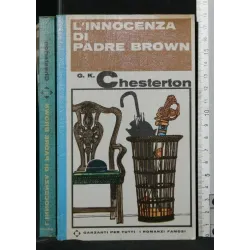 L'INNOCENZA
DI
PADRE BROWN
G. K.
Chesterton
GARZANTI PER TUTTI I ROMANZI FAMOSI